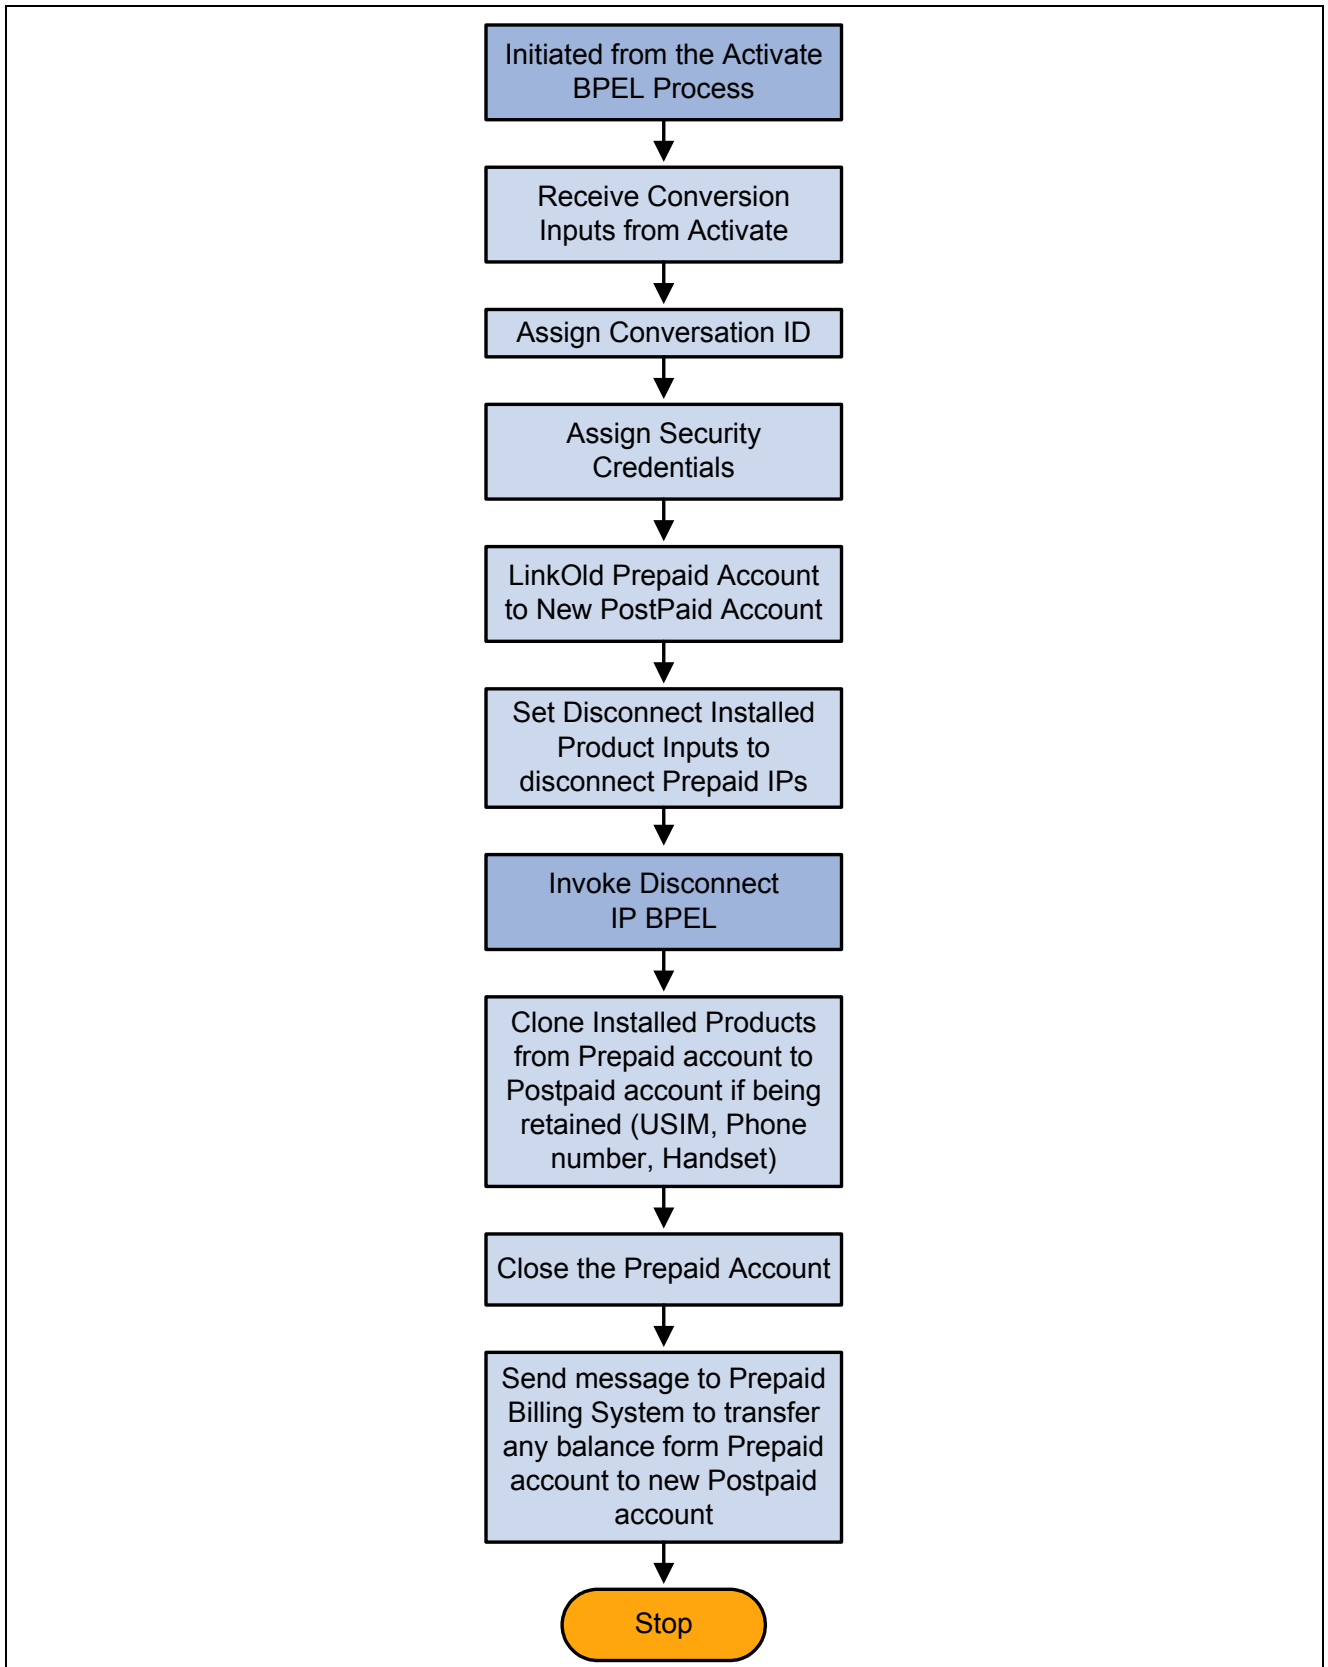 Initiated from the Activate
BPEL Process
Receive Conversion
Inputs from Activate
Assign Conversation ID
Assign Security
Credentials
LinkOld Prepaid Account
to New PostPaid Account
Set Disconnect Installed
Product Inputs to
disconnect Prepaid IPs
Invoke Disconnect
IP BPEL
Clone Installed Products
from Prepaid account to
Postpaid account if being
retained (USIM, Phone
number, Handset)
Close the Prepaid Account
Send message to Prepaid
Billing System to transfer
any balance form Prepaid
account to new Postpaid
account
Stop